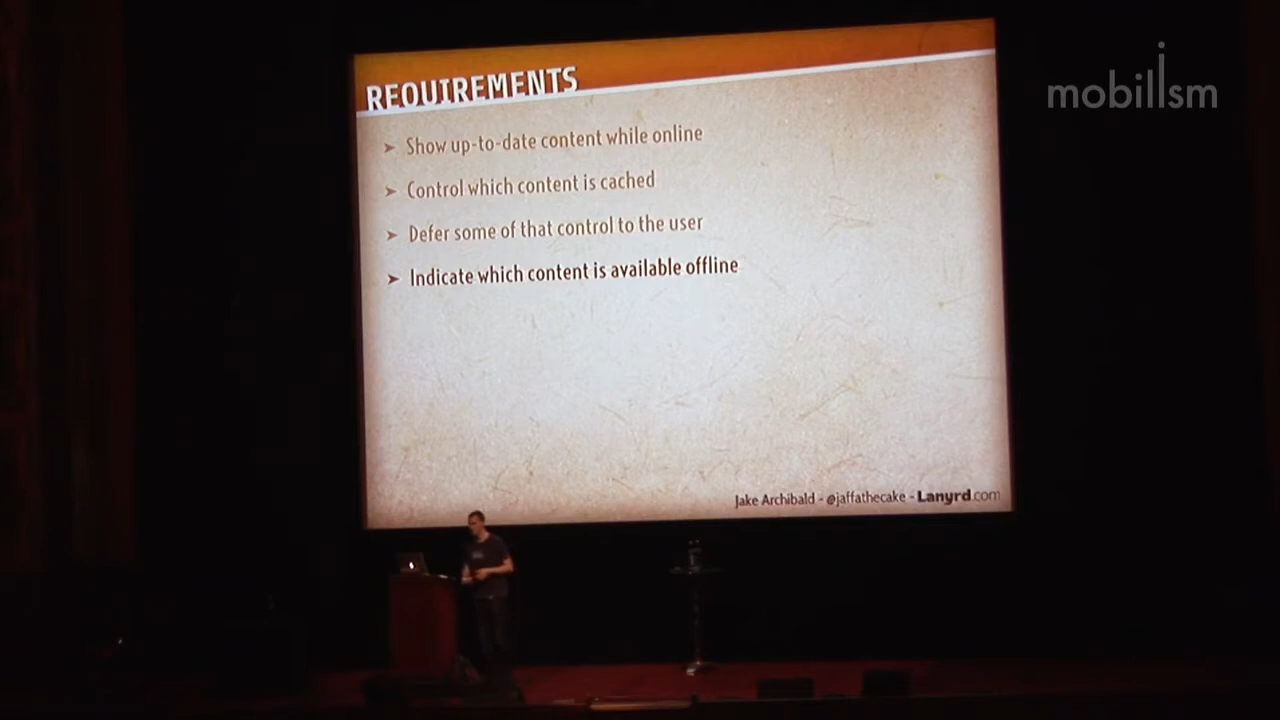 REQUIREMENTS
mobilism
➤ Show up-to-date content while online
➤ Control which content is cached
➤ Defer some of that control to the user
➤ Indicate which content is available offline
Jake Archibald - @jaffathecake - Lanyrd.com